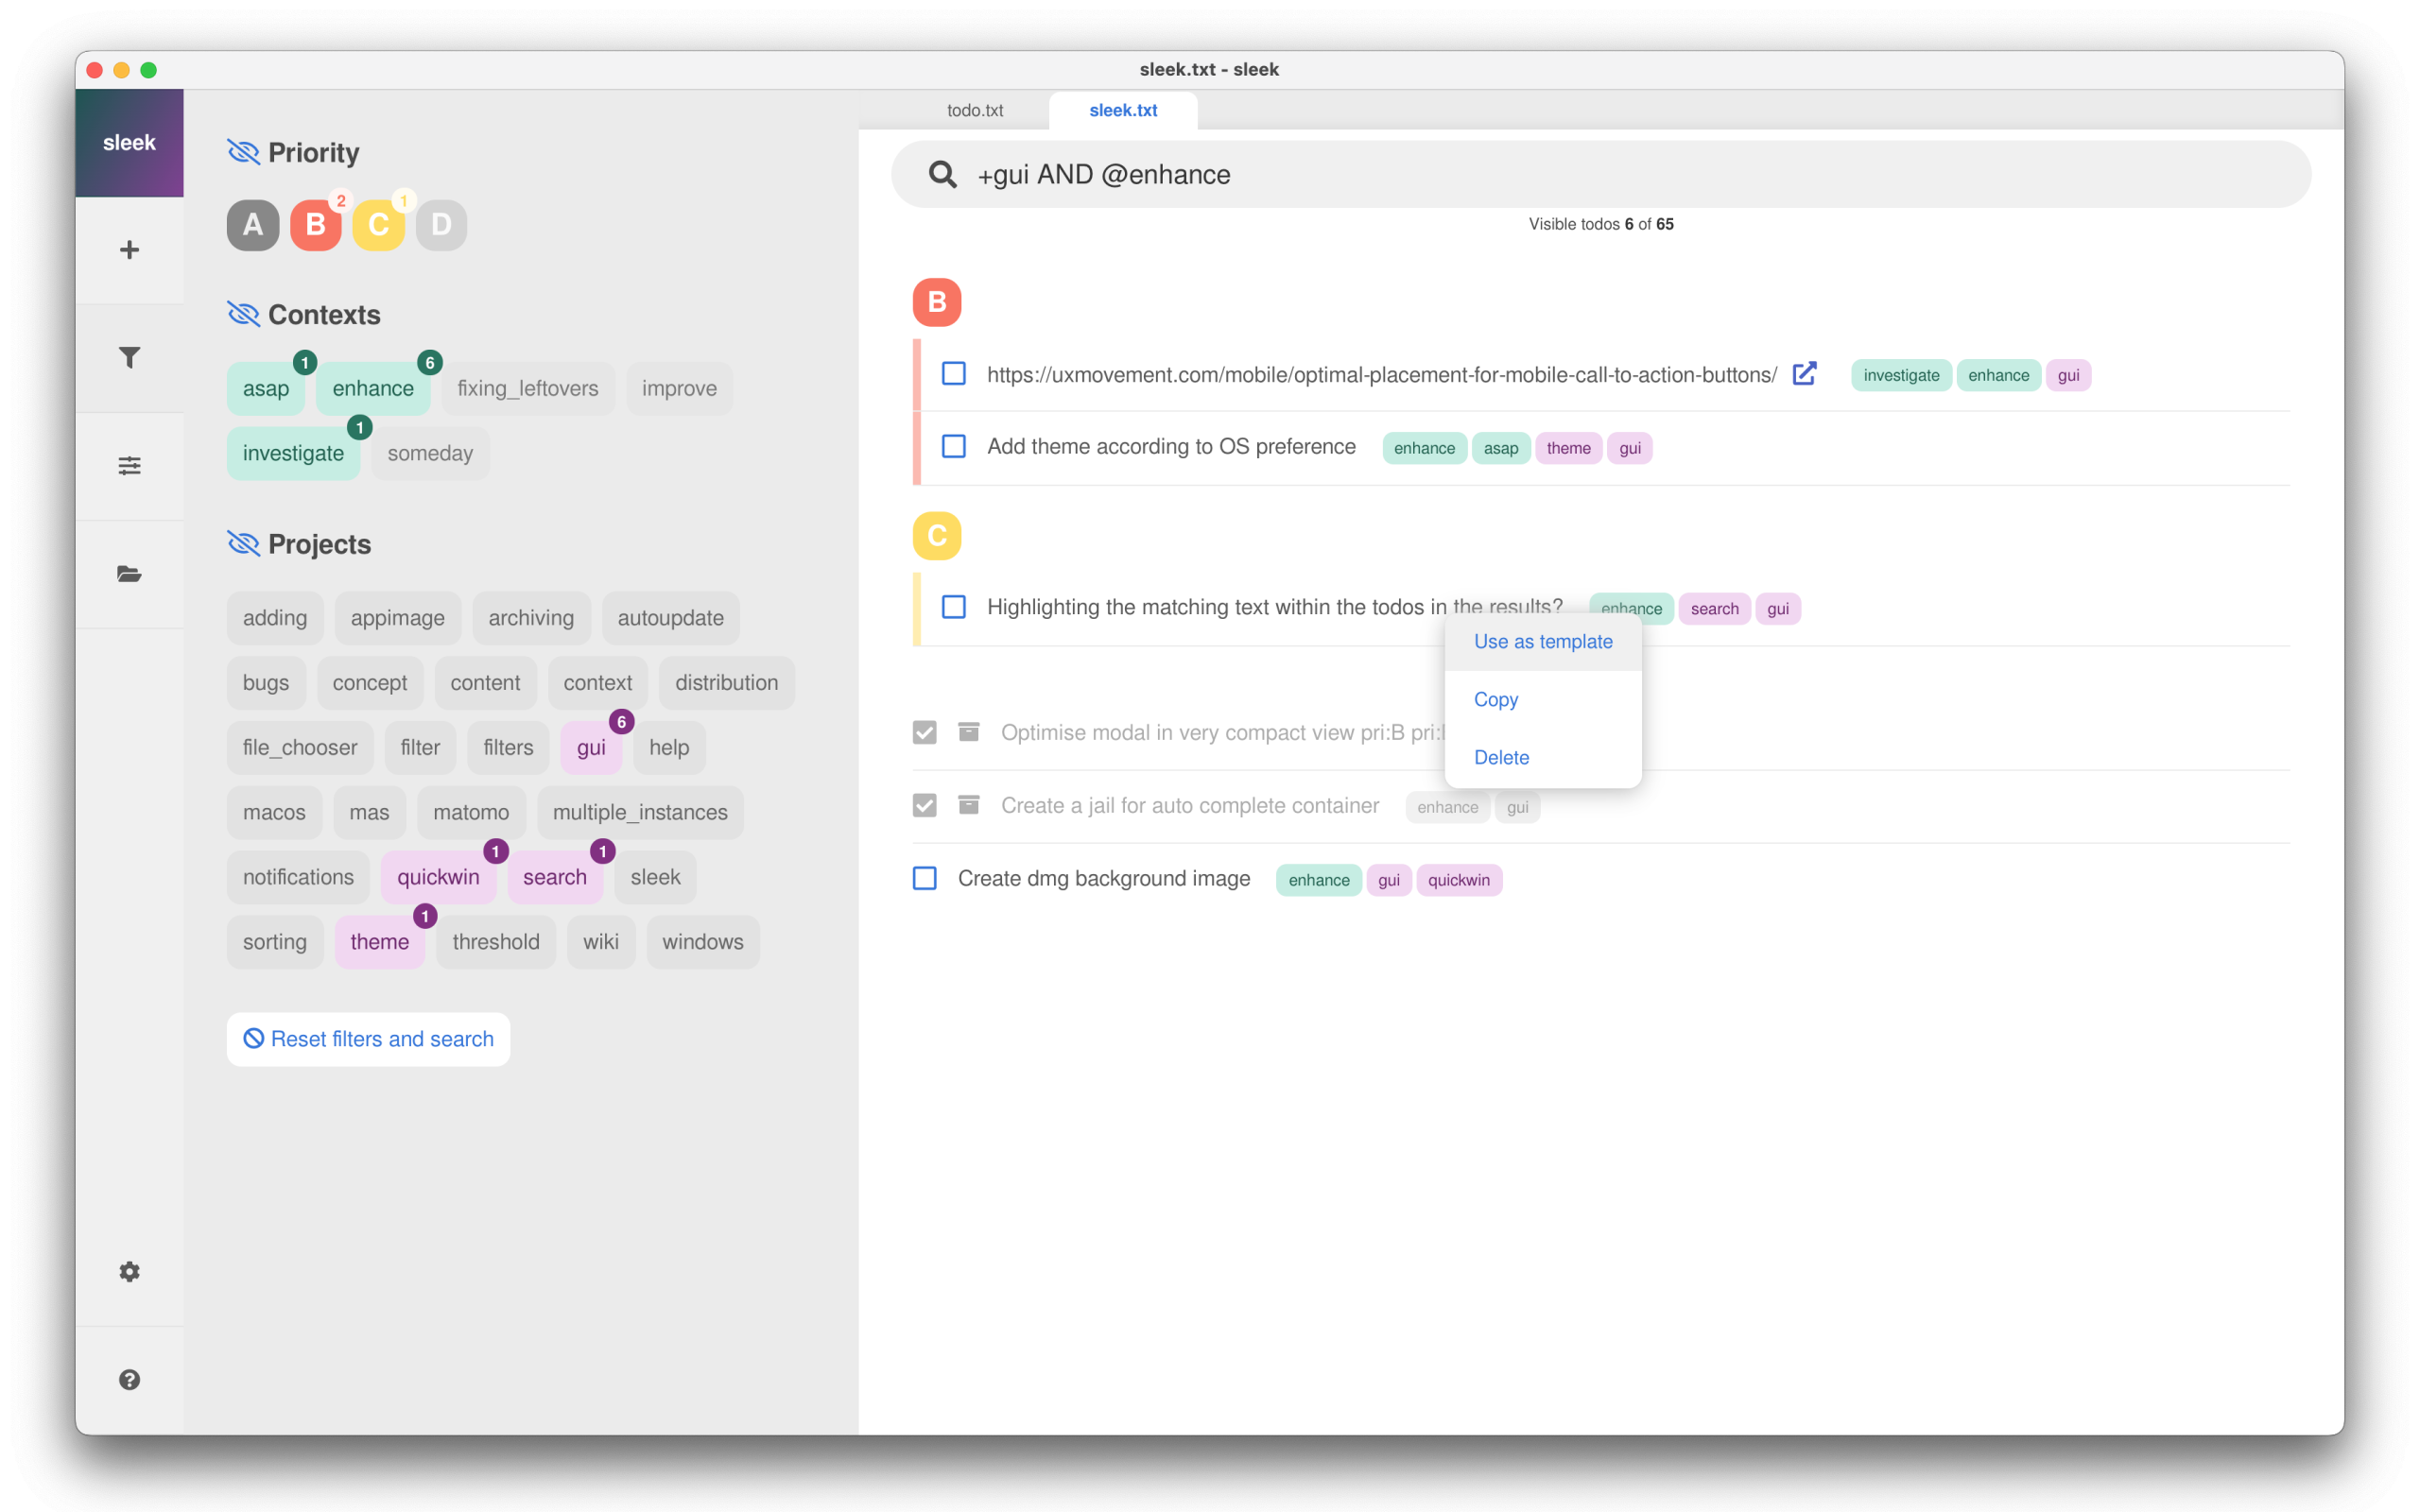 sleek.txt - sleek
sleek
todo.txt sleek.txt
+gui AND @enhance
Visible todos 6 of 65
Priority
A B 2 C 1 D
Contexts
asap 1 enhance 6 fixing_leftovers improve
investigate 1 someday
Projects
adding appimage archiving autoupdate
bugs concept content context distribution
file_chooser filter filters gui 6 help
macos mas matomo multiple_instances
notifications quickwin 1 search 1 sleek
sorting theme 1 threshold wiki windows
Reset filters and search
B
https://uxmovement.com/mobile/optimal-placement-for-mobile-call-to-action-buttons/ investigate enhance gui
Add theme according to OS preference enhance asap theme gui
C
Highlighting the matching text within the todos in the results? enhance search gui
Use as template
Copy
Delete
Optimise modal in very compact view pri:B
Create a jail for auto complete container enhance gui
Create dmg background image enhance gui quickwin